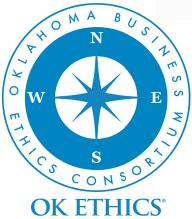 OKLAHOMA BUSINESS
ETHICS CONSORTIUM
N
W E
S
OK ETHICS®